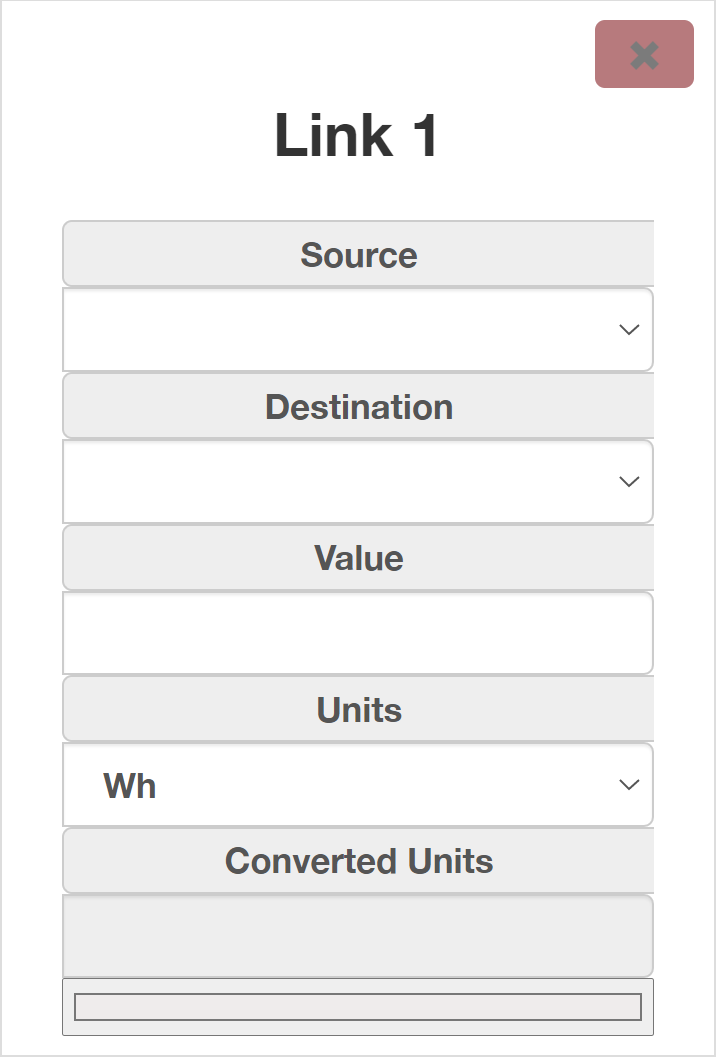 Link 1
Source
Destination
Value
Units
Wh
Converted Units